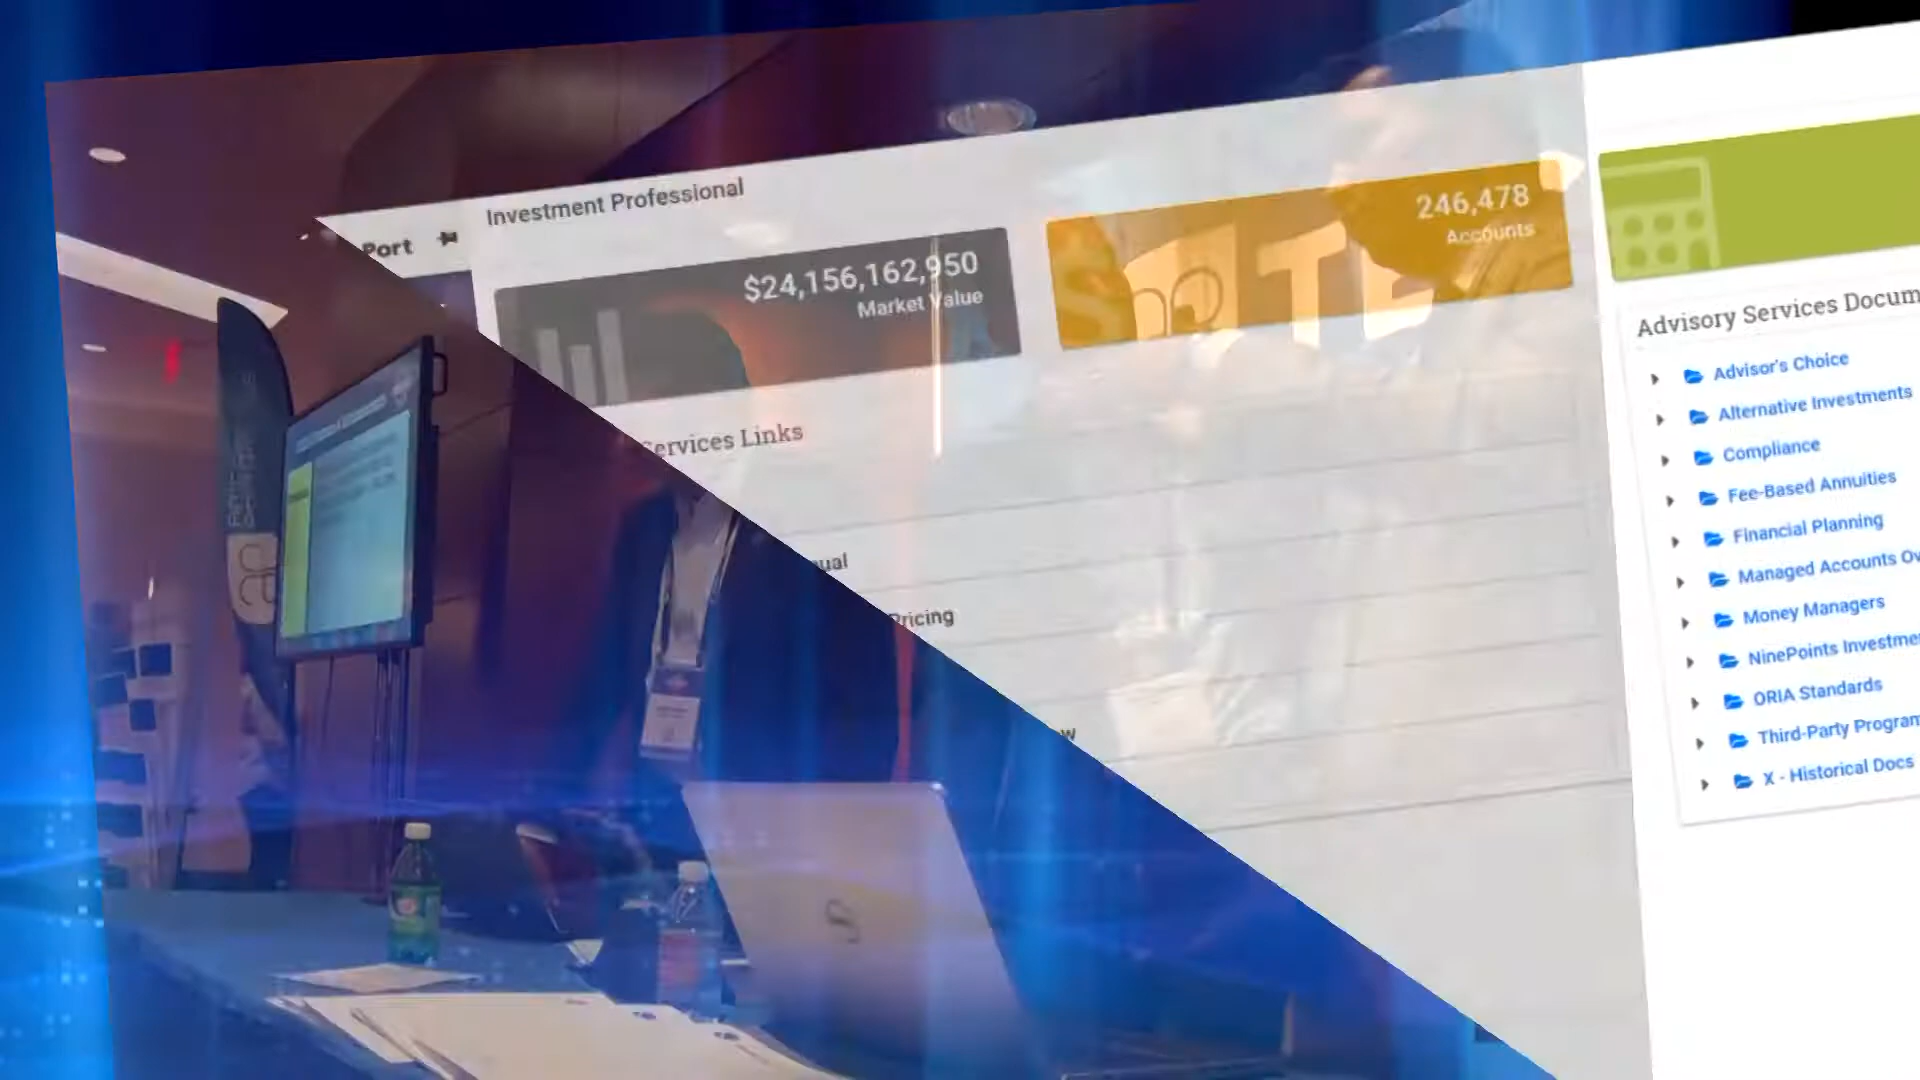 Investment Professional
Port
$24,156,162,950
Market Value
246,478
Accounts
Services Links
ual
Pricing
w
Advisory Services Docum
Advisor's Choice
Alternative Investments
Compliance
Fee-Based Annuities
Financial Planning
Managed Accounts Ov
Money Managers
NinePoints Investme
ORIA Standards
Third-Party Program
X - Historical Docs